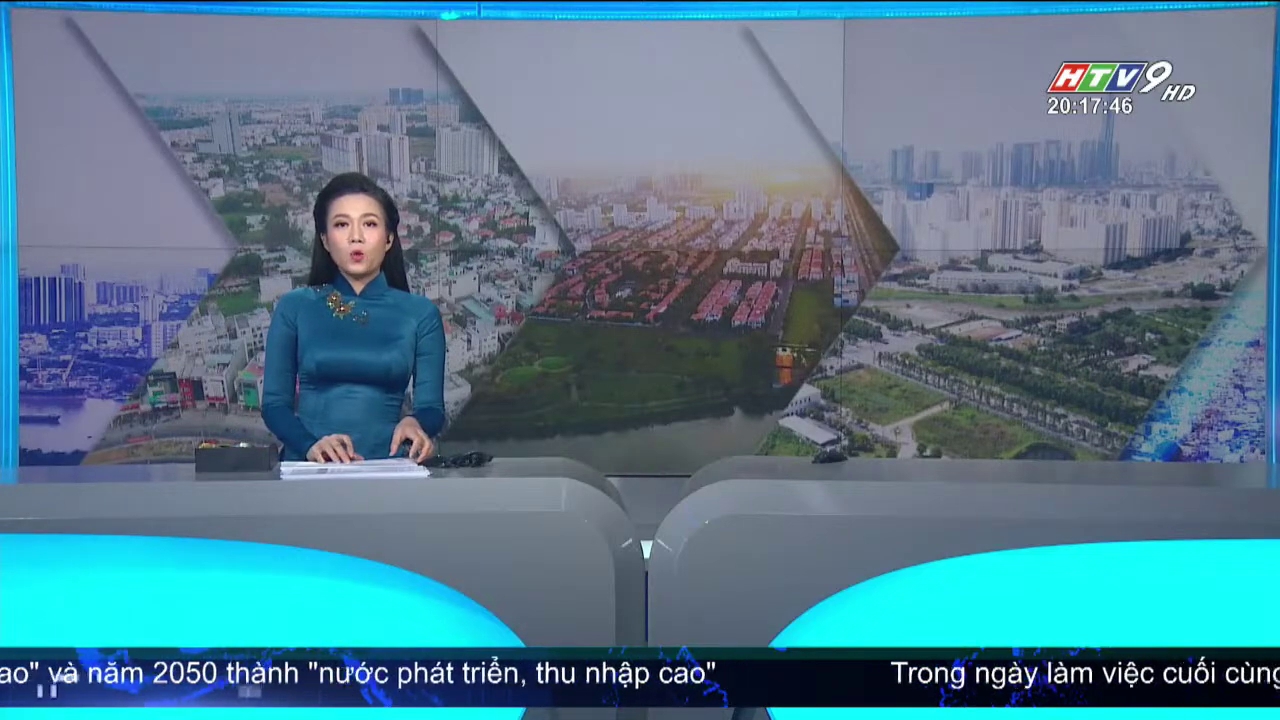 HTV9 HD
20:17:46
ao" và năm 2050 thành "nước phát triển, thu nhập cao"
Trong ngày làm việc cuối cùng